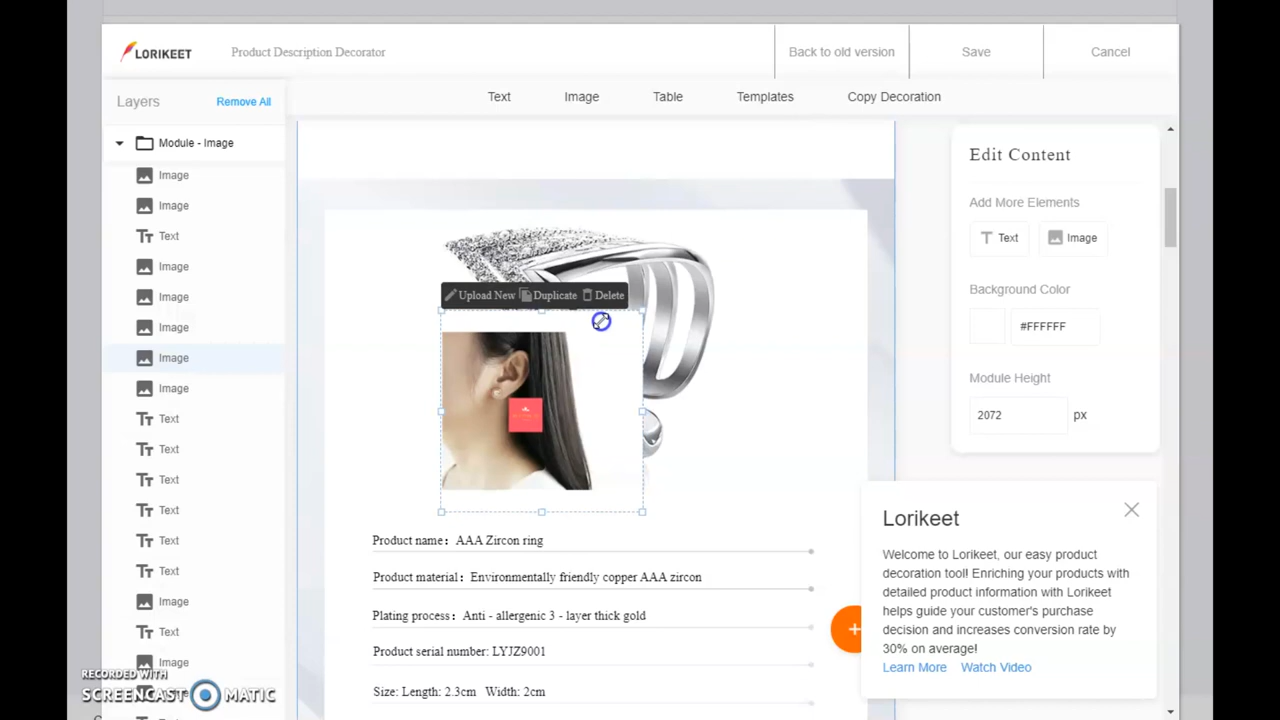 LORIKEET
Product Description Decorator
Back to old version
Save
Cancel
Layers
Remove All
Text
Image
Table
Templates
Copy Decoration
Module - Image
Image
Image
Text
Image
Image
Image
Image
Image
Text
Text
Text
Text
Text
Text
Image
Text
Image
Upload New
Duplicate
Delete
Product name：AAA Zircon ring
Product material：Environmentally friendly copper AAA zircon
Plating process：Anti - allergenic 3 - layer thick gold
Product serial number: LYJZ9001
Size: Length: 2.3cm Width: 2cm
Edit Content
Add More Elements
Text
Image
Background Color
#FFFFFF
Module Height
2072
px
Lorikeet
Welcome to Lorikeet, our easy product
decoration tool! Enriching your products with
detailed product information with Lorikeet
helps guide your customer's purchase
decision and increases conversion rate by
30% on average!
Learn More
Watch Video
RECORDED WITH
SCREENCAST MATIC